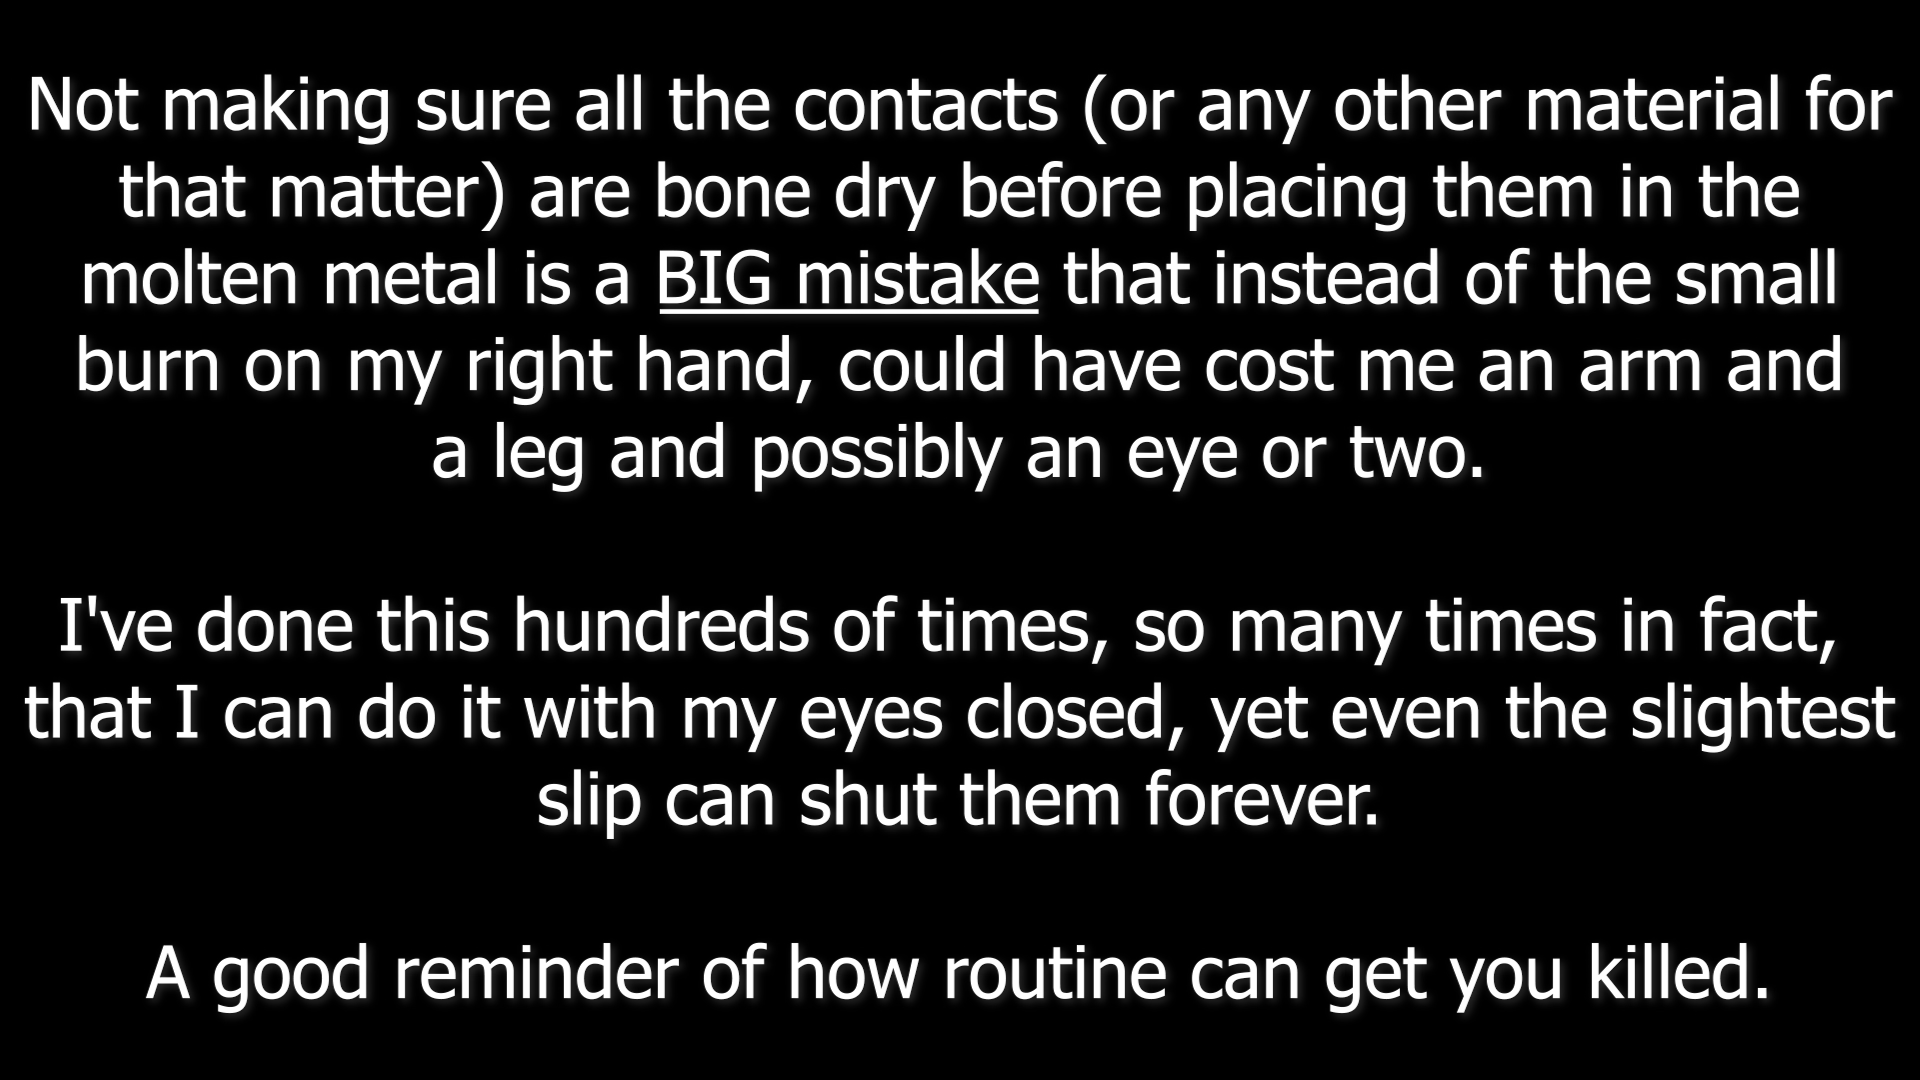 Not making sure all the contacts (or any other material for
that matter) are bone dry before placing them in the
molten metal is a BIG mistake that instead of the small
burn on my right hand, could have cost me an arm and
a leg and possibly an eye or two.
I've done this hundreds of times, so many times in fact,
that I can do it with my eyes closed, yet even the slightest
slip can shut them forever.
A good reminder of how routine can get you killed.